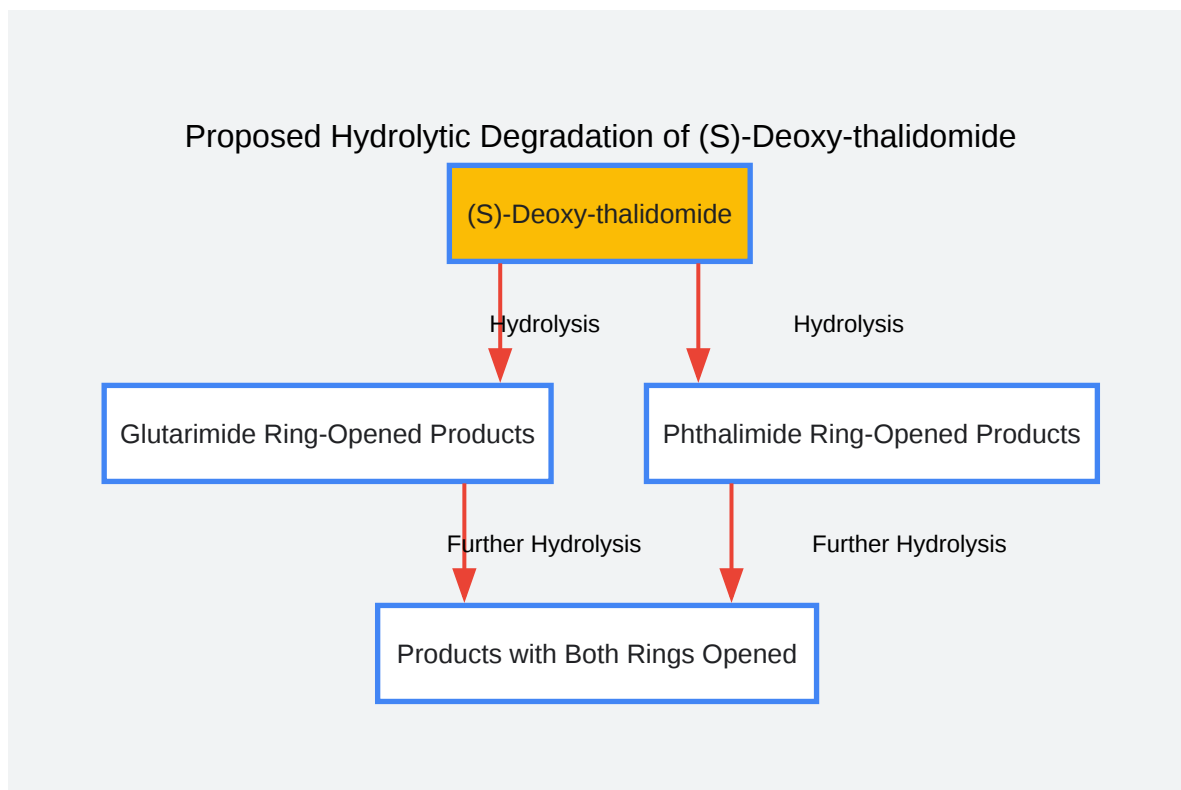 Proposed Hydrolytic Degradation of (S)-Deoxy-thalidomide
(S)-Deoxy-thalidomide
Hydrolysis
Hydrolysis
Glutarimide Ring-Opened Products
Phthalimide Ring-Opened Products
Further Hydrolysis
Further Hydrolysis
Products with Both Rings Opened